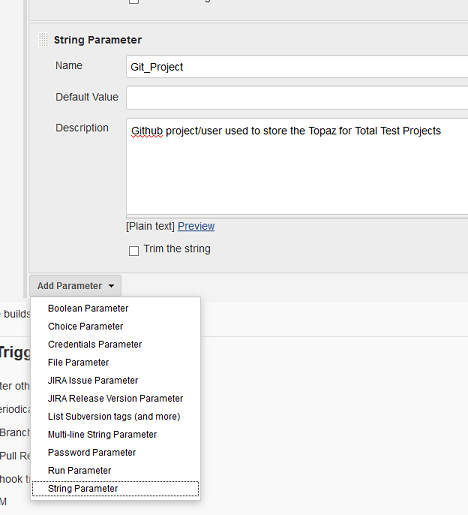 String Parameter
Name
Git_Project
Default Value
Description
Github project/user used to store the Topaz for Total Test Projects
[Plain text] Preview
Trim the string
Add Parameter
builds
Boolean Parameter
Choice Parameter
Credentials Parameter
File Parameter
JIRA Issue Parameter
JIRA Release Version Parameter
List Subversion tags (and more)
Multi-line String Parameter
Password Parameter
Run Parameter
String Parameter
Trigg
ter oth
eriodica
Branch
Pull Re
hook tr
M